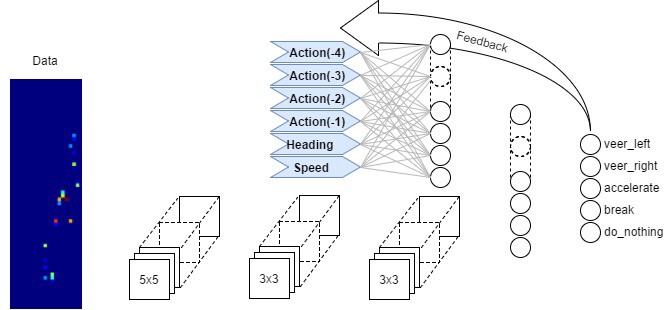 Data
Action(-4)
Action(-3)
Action(-2)
Action(-1)
Heading
Speed
Feedback
veer_left
veer_right
accelerate
break
do_nothing
5x5
3x3
3x3